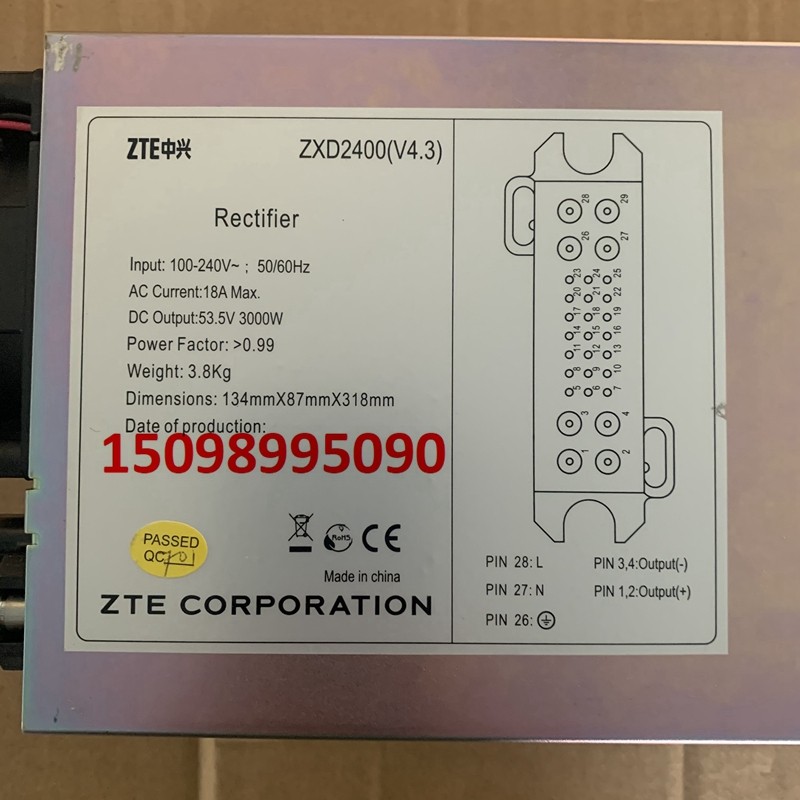 ZTE中兴
ZXD2400(V4.3)
Rectifier
Input: 100-240V~ ; 50/60Hz
AC Current:18A Max.
DC Output:53.5V 3000W
Power Factor: >0.99
Weight: 3.8Kg
Dimensions: 134mmX87mmX318mm
Date of production:
15098995090
PASSED
QC701
RoHS
CE
Made in china
ZTE CORPORATION
28 29
26 27
23 24 25
20 21 22
17 18 19
14 15 16
11 12 13
8 9 10
5 6 7
3 4
1 2
PIN 28: L
PIN 3,4:Output(-)
PIN 27: N
PIN 1,2:Output(+)
PIN 26: